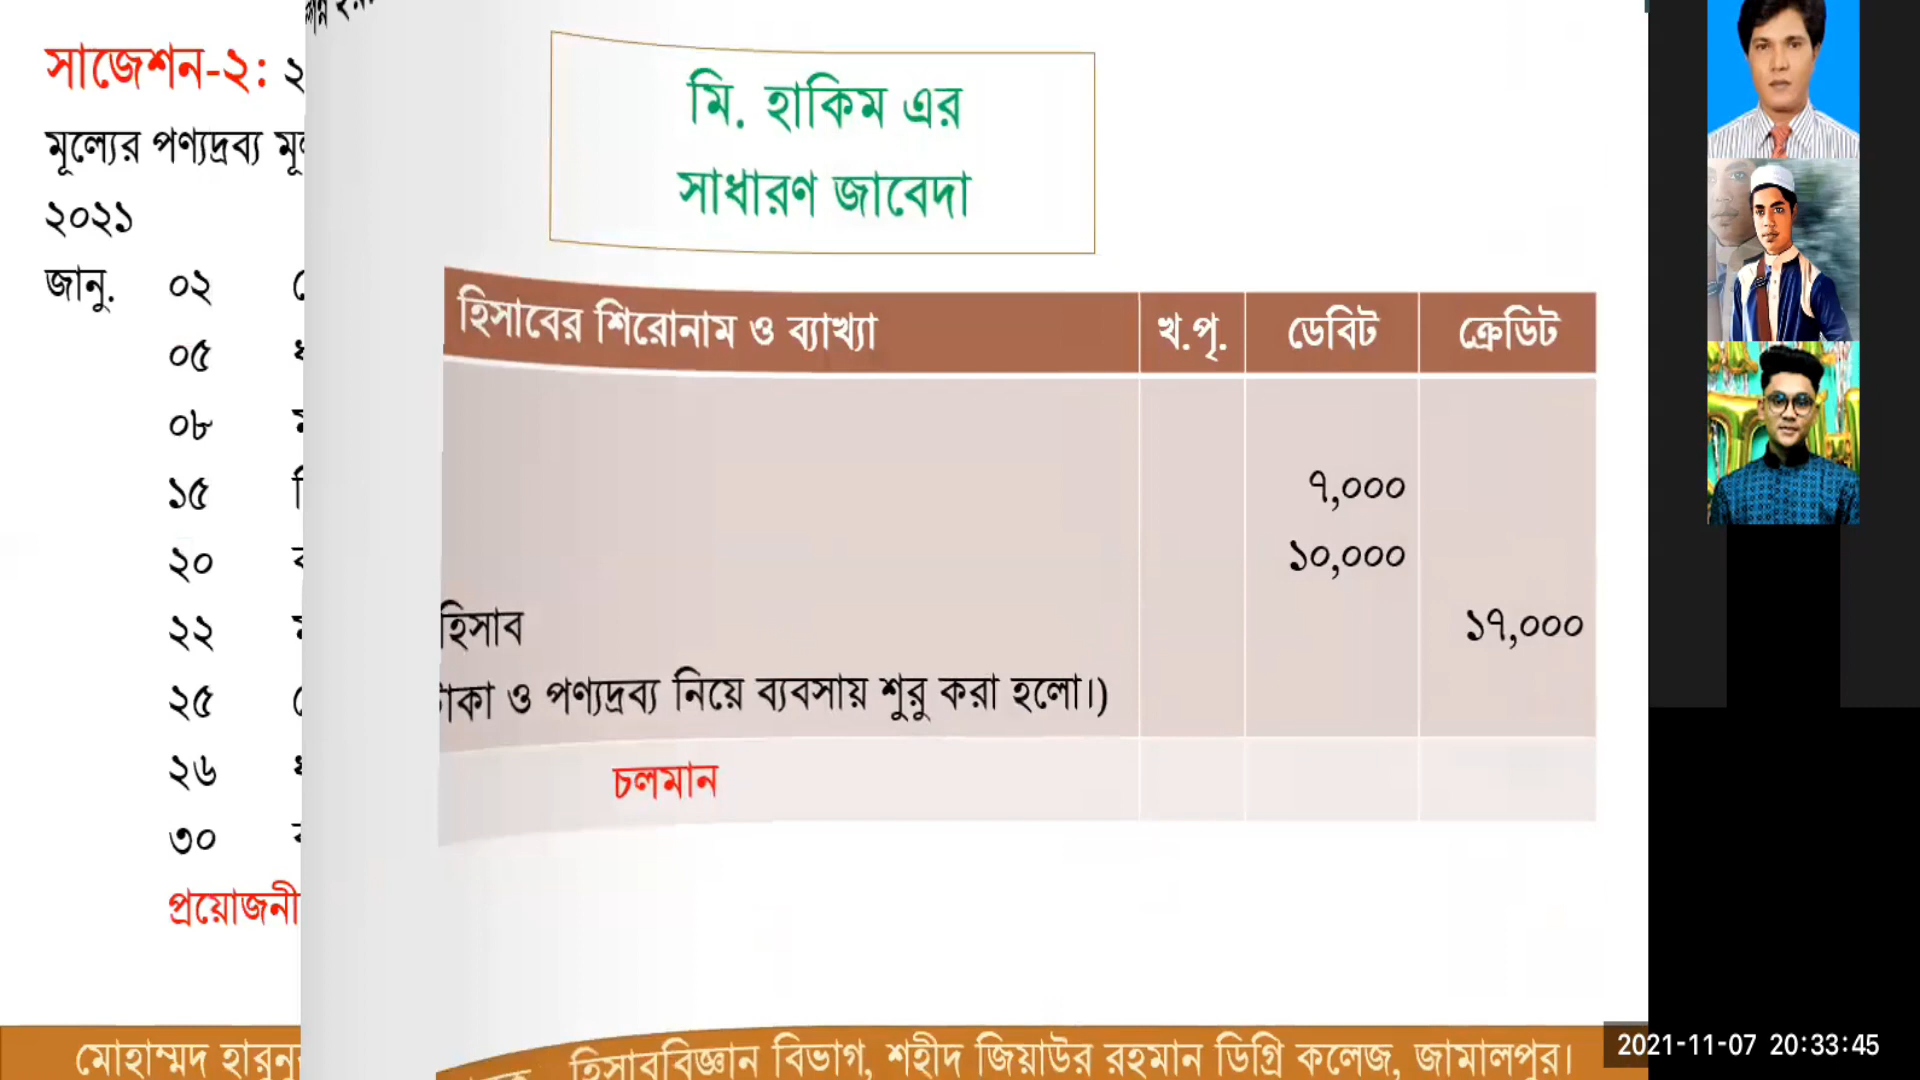 সাজেশন-২: ২
মূল্যের পণ্যদ্রব্য
২০২১
জানু. ০২
০৫
০৮
১৫
২০
২২
২৫
২৬
৩০
মি. হাকিম এর
সাধারণ জাবেদা
হিসাবের শিরোনাম ও ব্যাখ্যা খ.পৃ. ডেবিট ক্রেডিট
৭,০০০
১০,০০০
হিসাব ১৭,০০০
ও পণ্যদ্রব্য নিয়ে ব্যবসায় শুরু করা হলো।)
চলমান
মোহাম্মদ
হিসাববিজ্ঞান বিভাগ, শহীদ জিয়াউর রহমান ডিগ্রি কলেজ, জামালপুর।
2021-11-07 20:33:45